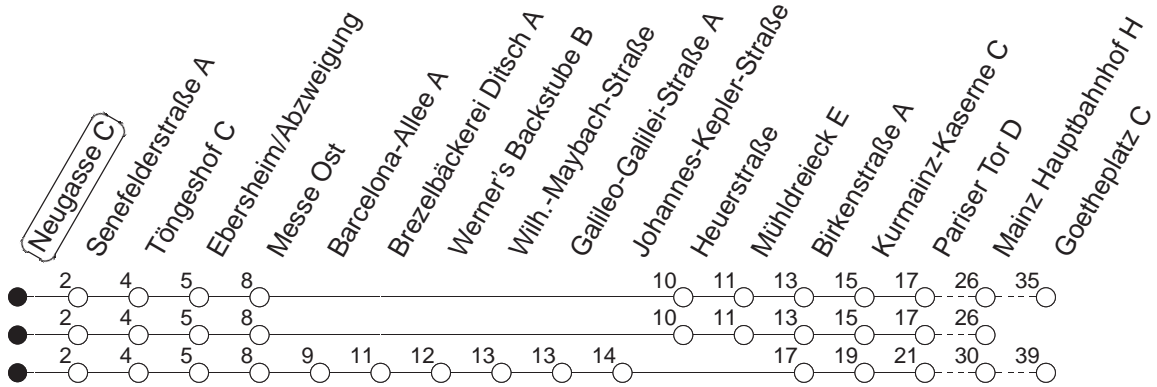 Neugasse C
Senefelderstraße A
Töngeshof C
Ebersheim/Abzweigung
Messe Ost
Barcelona-Allee A
Brezelbäckerei Ditsch A
Werner's Backstube B
Wilh.-Maybach-Straße
Galileo-Galilei-Straße A
Johannes-Kepler-Straße
Heuerstraße
Mühldreieck E
Birkenstraße A
Kurmainz-Kaserne C
Pariser Tor D
Mainz Hauptbahnhof H
Goetheplatz C
2 4 5 8 10 11 13 15 17 26 35
2 4 5 8 10 11 13 15 17 26
2 4 5 8 9 11 12 13 13 14 17 19 21 30 39